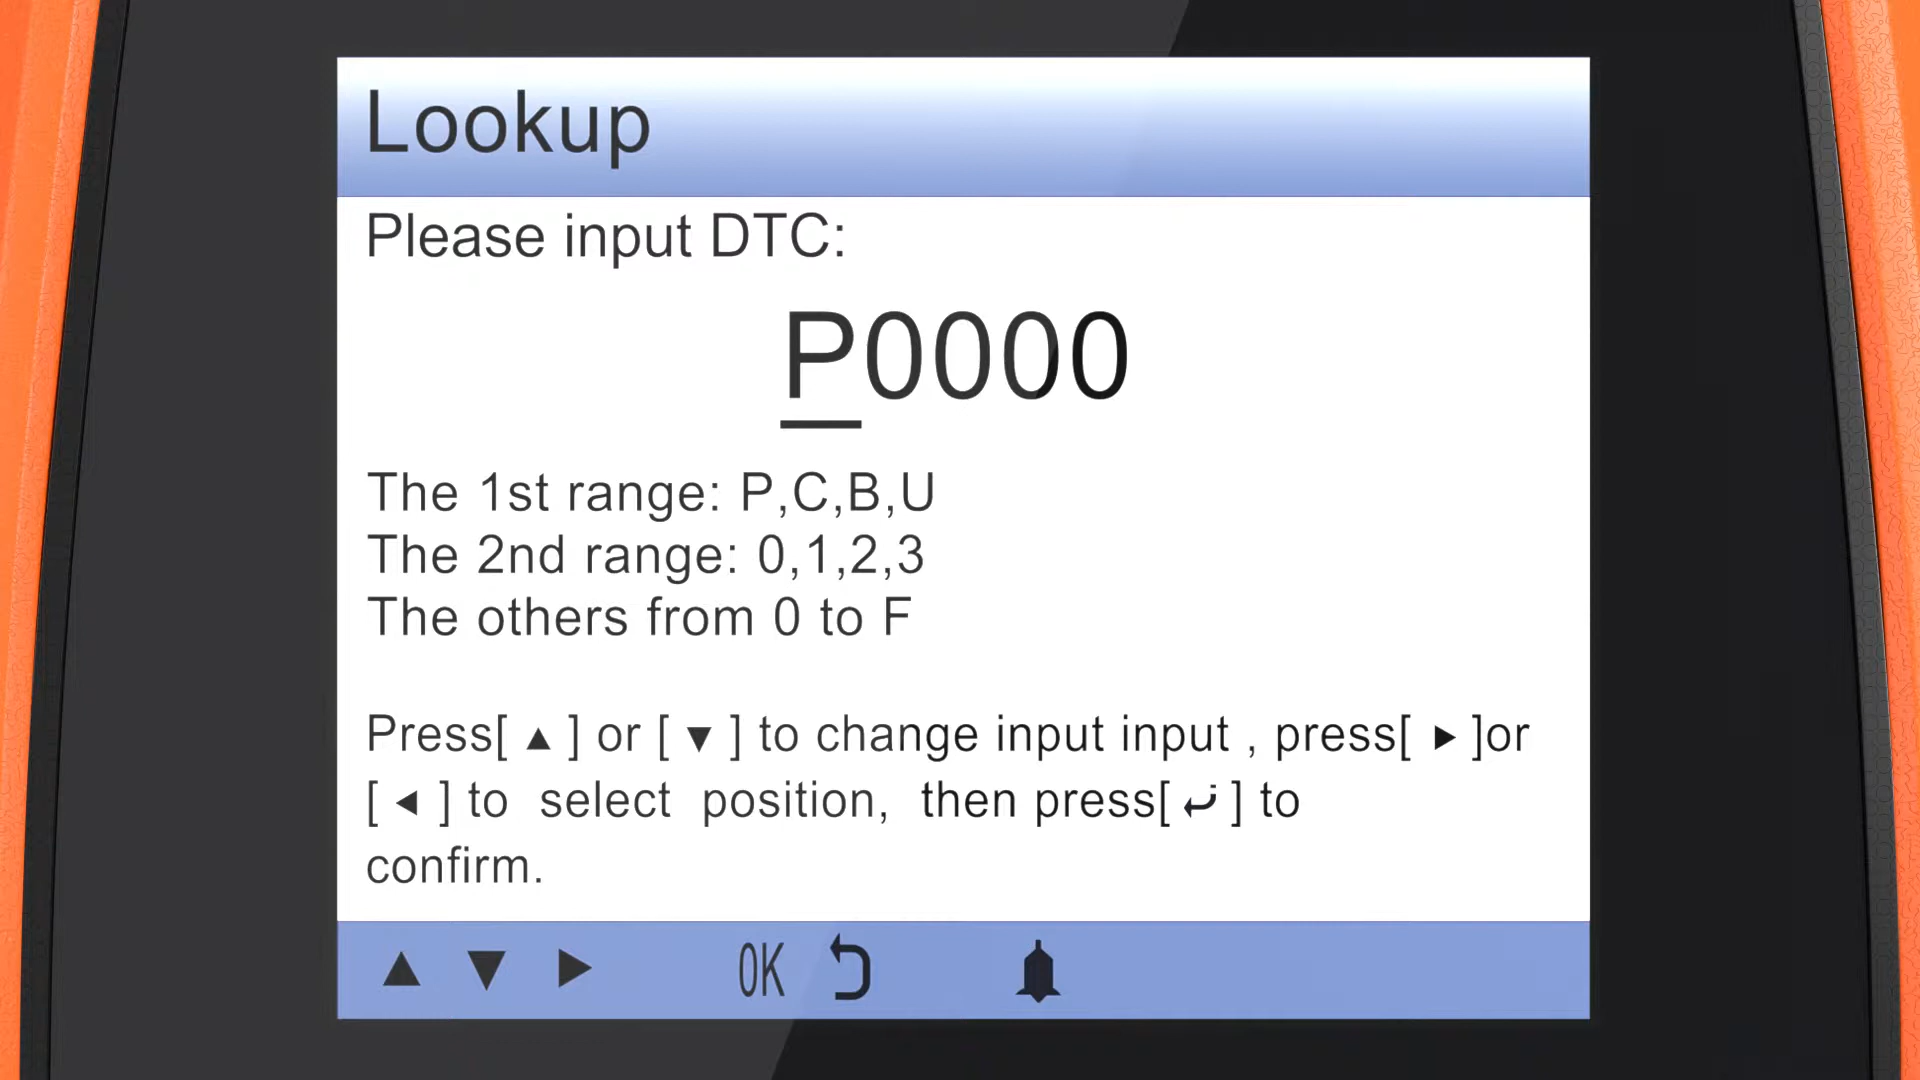 Lookup
Please input DTC:
P0000
The 1st range: P,C,B,U
The 2nd range: 0,1,2,3
The others from 0 to F
Press[ ▲ ] or [ ▼ ] to change input input , press[ ► ]or
[ ◄ ] to select position, then press[ ↵ ] to
confirm.
OK